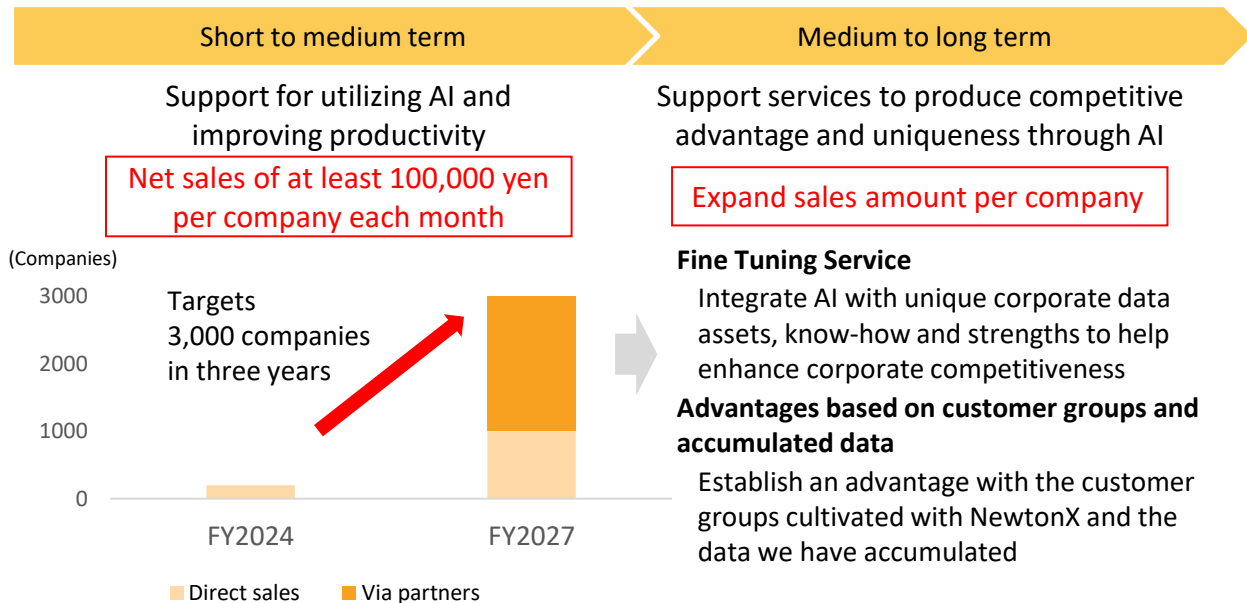 Short to medium term
Medium to long term
Support for utilizing AI and
improving productivity
Net sales of at least 100,000 yen
per company each month
(Companies)
3000
2000
1000
0
Targets
3,000 companies
in three years
FY2024
FY2027
Direct sales
Via partners
Support services to produce competitive
advantage and uniqueness through AI
Expand sales amount per company
Fine Tuning Service
Integrate AI with unique corporate data
assets, know-how and strengths to help
enhance corporate competitiveness
Advantages based on customer groups and
accumulated data
Establish an advantage with the customer
groups cultivated with NewtonX and the
data we have accumulated